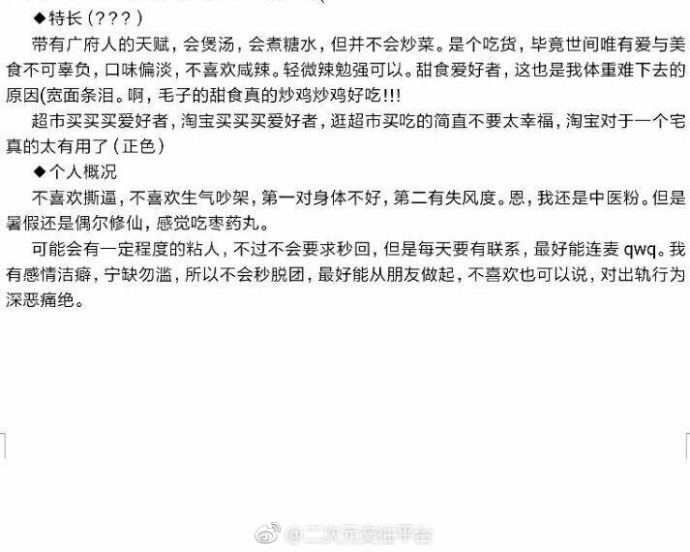 ◆特长(???)
带有广府人的天赋,会煲汤,会煮糖水,但并不会炒菜。是个吃货,毕竟世间唯有爱与美
食不可辜负,口味偏淡,不喜欢咸辣。轻微辣勉强可以。甜食爱好者,这也是我体重难下去的
原因(宽面条泪。啊,毛子的甜食真的炒鸡炒鸡好吃!!!
超市买买买爱好者,淘宝买买买爱好者,逛超市买吃的简直不要太幸福,淘宝对于一个宅
真的太有用了(正色)
◆个人概况
不喜欢撕逼,不喜欢生气吵架,第一对身体不好,第二有失风度。恩,我还是中医粉。但是
暑假还是偶尔修仙,感觉吃枣药丸。
可能会有一定程度的粘人,不过不会要求秒回,但是每天要有联系,最好能连麦 qwq。我
有感情洁癖,宁缺勿滥,所以不会秒脱团,最好能从朋友做起,不喜欢也可以说,对出轨行为
深恶痛绝。
@二次元交往平台